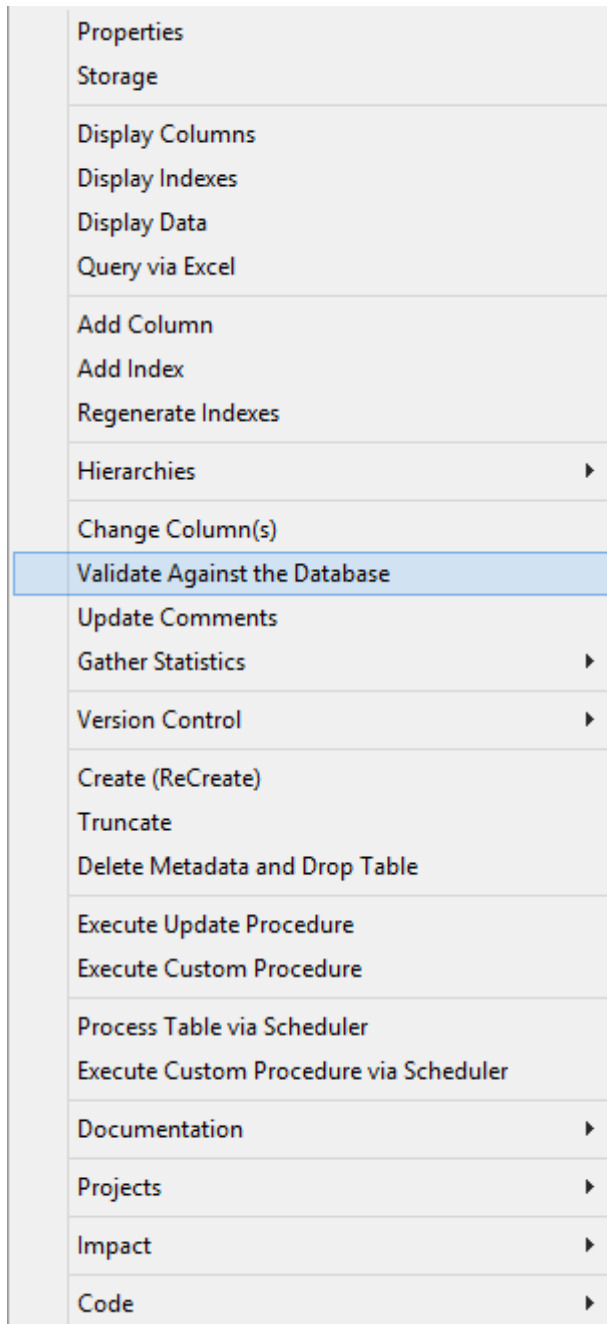 Properties
Storage
Display Columns
Display Indexes
Display Data
Query via Excel
Add Column
Add Index
Regenerate Indexes
Hierarchies
Change Column(s)
Validate Against the Database
Update Comments
Gather Statistics
Version Control
Create (ReCreate)
Truncate
Delete Metadata and Drop Table
Execute Update Procedure
Execute Custom Procedure
Process Table via Scheduler
Execute Custom Procedure via Scheduler
Documentation
Projects
Impact
Code